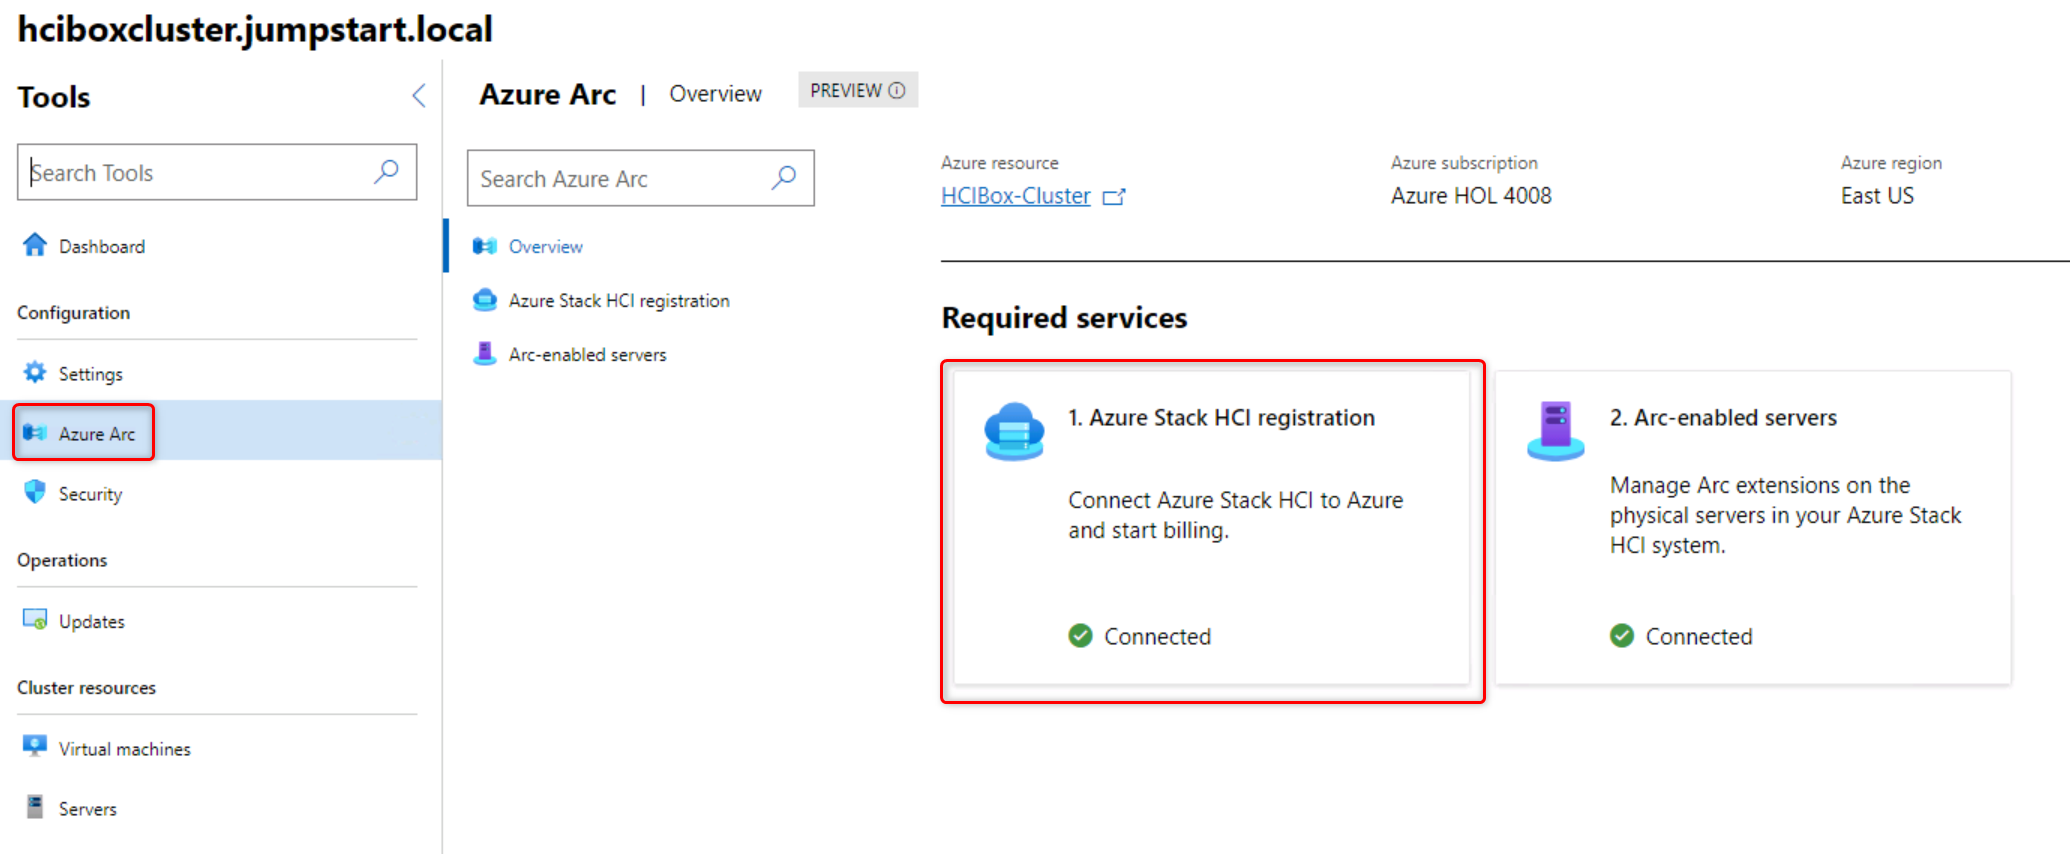 hciboxcluster.jumpstart.local
Tools
Search Tools
Dashboard
Configuration
Settings
Azure Arc
Security
Operations
Updates
Cluster resources
Virtual machines
Servers
Azure Arc | Overview PREVIEW
Search Azure Arc
Overview
Azure Stack HCI registration
Arc-enabled servers
Azure resource
HCIBox-Cluster
Azure subscription
Azure HOL 4008
Azure region
East US
Required services
1. Azure Stack HCI registration
Connect Azure Stack HCI to Azure
and start billing.
Connected
2. Arc-enabled servers
Manage Arc extensions on the
physical servers in your Azure Stack
HCI system.
Connected